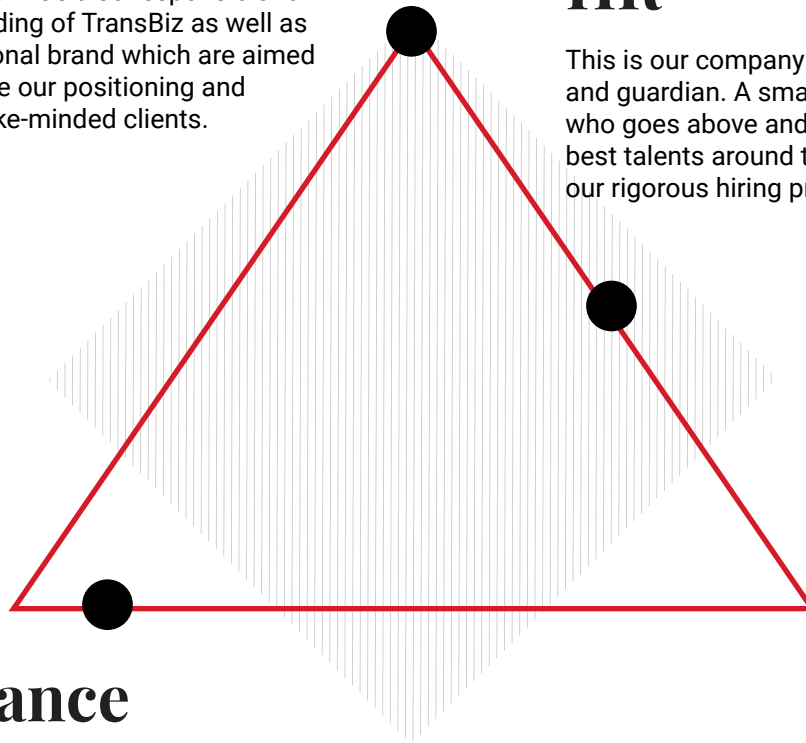 ding of TransBiz as well as
onal brand which are aimed
e our positioning and
ke-minded clients.
This is our company
and guardian. A sma
who goes above and
best talents around t
our rigorous hiring pr
ance